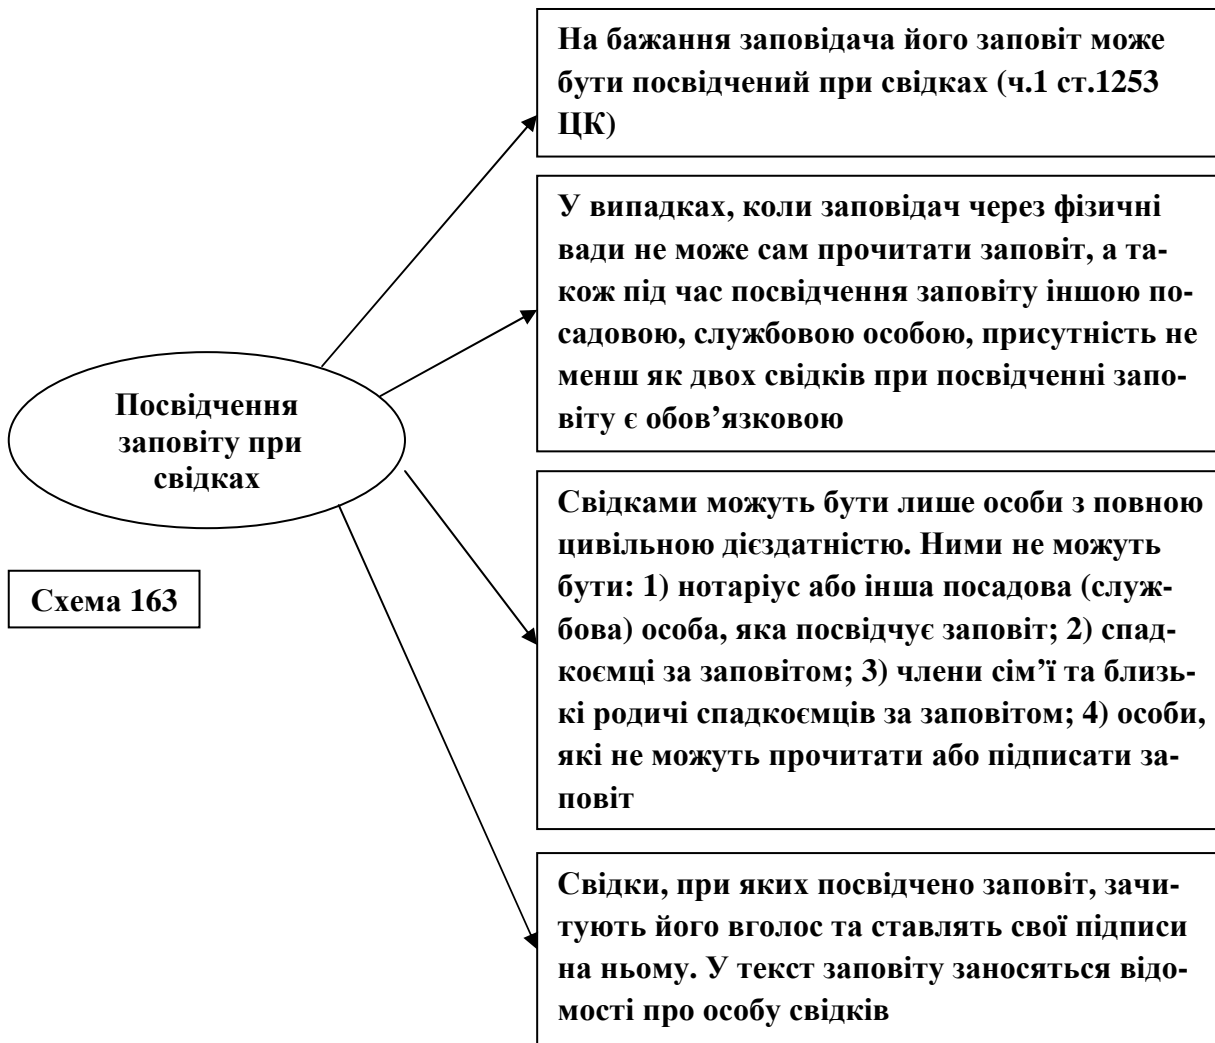 На бажання заповідача його заповіт може
бути посвідчений при свідках (ч.1 ст.1253
ЦК)
У випадках, коли заповідач через фізичні
вади не може сам прочитати заповіт, а та-
кож під час посвідчення заповіту іншою по-
садовою, службовою особою, присутність не
менш як двох свідків при посвідченні запо-
віту є обов’язковою
Посвідчення
заповіту при
свідках
Схема 163
Свідками можуть бути лише особи з повною
цивільною дієздатністю. Ними не можуть
бути: 1) нотаріус або інша посадова (служ-
бова) особа, яка посвідчує заповіт; 2) спад-
коємці за заповітом; 3) члени сім’ї та близь-
кі родичі спадкоємців за заповітом; 4) особи,
які не можуть прочитати або підписати за-
повіт
Свідки, при яких посвідчено заповіт, зачи-
тують його вголос та ставлять свої підписи
на ньому. У текст заповіту заносяться відо-
мості про особу свідків